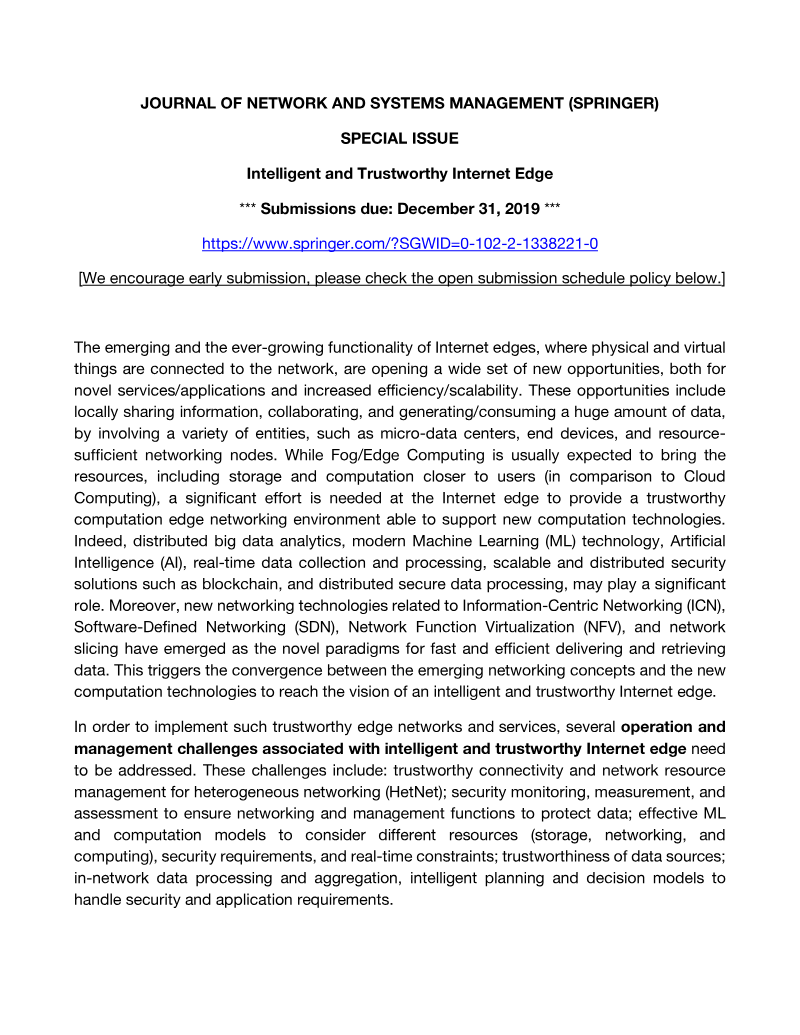 JOURNAL OF NETWORK AND SYSTEMS MANAGEMENT (SPRINGER)
SPECIAL ISSUE
Intelligent and Trustworthy Internet Edge
*** Submissions due: December 31, 2019 ***
https://www.springer.com/?SGWID=0-102-2-1338221-0
[We encourage early submission, please check the open submission schedule policy below.]
The emerging and the ever-growing functionality of Internet edges, where physical and virtual
things are connected to the network, are opening a wide set of new opportunities, both for
novel services/applications and increased efficiency/scalability. These opportunities include
locally sharing information, collaborating, and generating/consuming a huge amount of data,
by involving a variety of entities, such as micro-data centers, end devices, and resource-
sufficient networking nodes. While Fog/Edge Computing is usually expected to bring the
resources, including storage and computation closer to users (in comparison to Cloud
Computing), a significant effort is needed at the Internet edge to provide a trustworthy
computation edge networking environment able to support new computation technologies.
Indeed, distributed big data analytics, modern Machine Learning (ML) technology, Artificial
Intelligence (AI), real-time data collection and processing, scalable and distributed security
solutions such as blockchain, and distributed secure data processing, may play a significant
role. Moreover, new networking technologies related to Information-Centric Networking (ICN),
Software-Defined Networking (SDN), Network Function Virtualization (NFV), and network
slicing have emerged as the novel paradigms for fast and efficient delivering and retrieving
data. This triggers the convergence between the emerging networking concepts and the new
computation technologies to reach the vision of an intelligent and trustworthy Internet edge.
In order to implement such trustworthy edge networks and services, several operation and
management challenges associated with intelligent and trustworthy Internet edge need
to be addressed. These challenges include: trustworthy connectivity and network resource
management for heterogeneous networking (HetNet); security monitoring, measurement, and
assessment to ensure networking and management functions to protect data; effective ML
and computation models to consider different resources (storage, networking, and
computing), security requirements, and real-time constraints; trustworthiness of data sources;
in-network data processing and aggregation, intelligent planning and decision models to
handle security and application requirements.